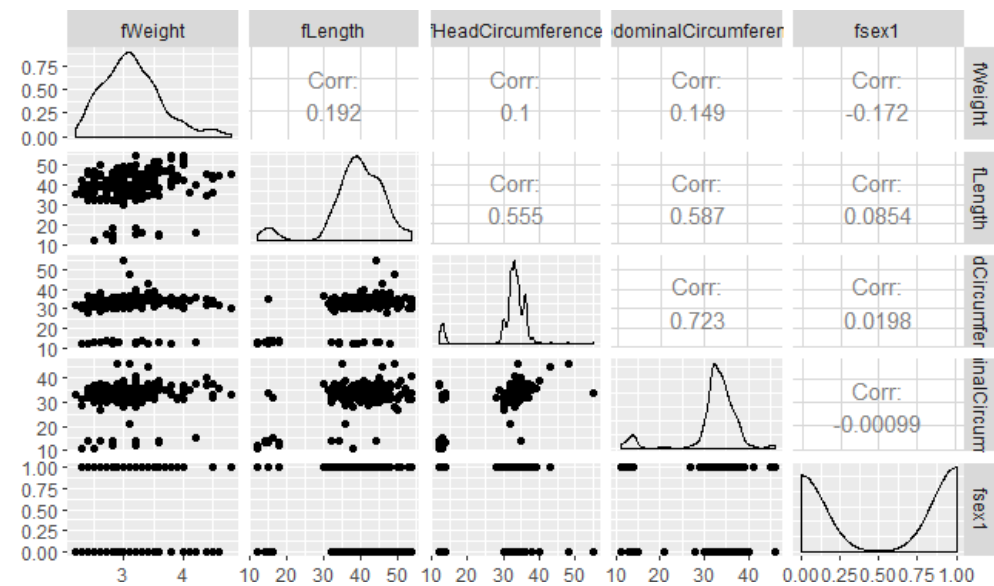 fWeight fLength fHeadCircumference dominalCircumferen fsex1
0.75
0.50
0.25
0.00
Corr:
0.192
Corr:
0.1
Corr:
0.149
Corr:
-0.172
fWeight
50
40
30
20
10
Corr:
0.555
Corr:
0.587
Corr:
0.0854
fLength
50
40
30
20
10
Corr:
0.723
Corr:
0.0198
dCircumfer
40
30
20
10
Corr:
-0.00099
inalCircum
1.00
0.75
0.50
0.25
0.00
fsex1
3 4 10 20 30 40 50 10 20 30 40 50 10 20 30 40 0.00 0.25 0.50 0.75 1.00